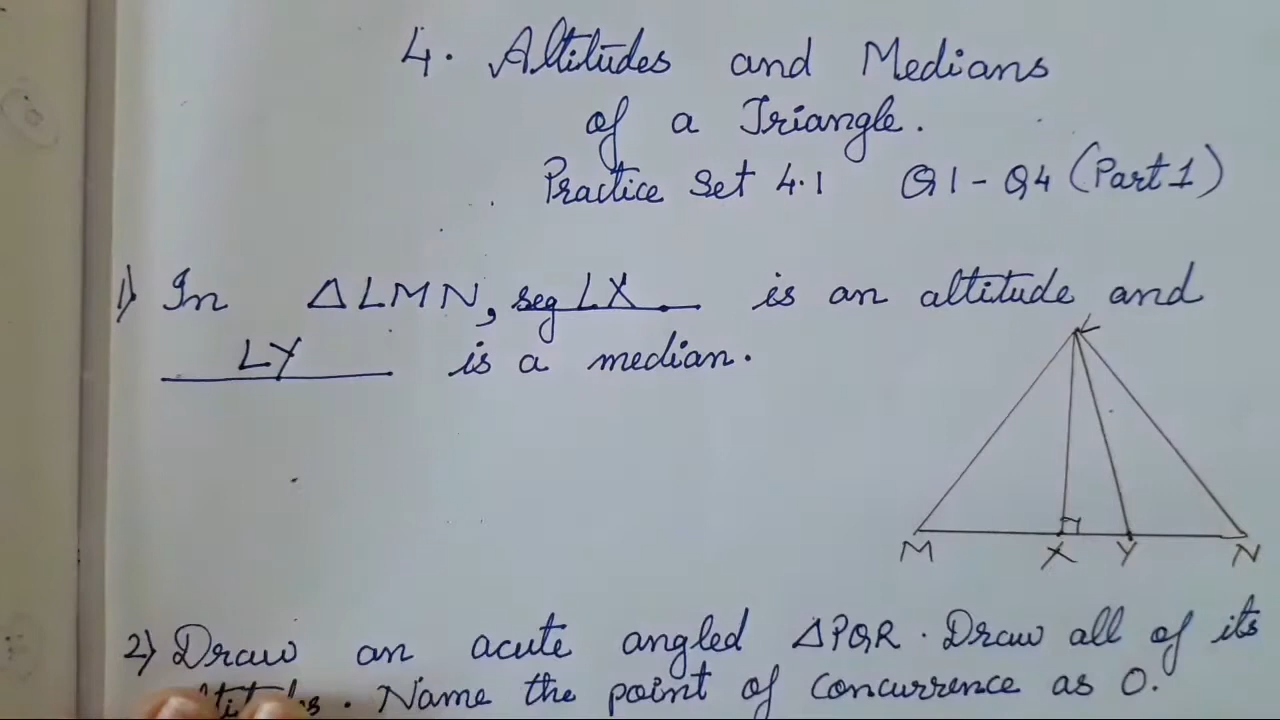 4. Altitudes and Medians
of a Triangle.
Practice Set 4.1 Q1-Q4 (Part 1)
1) In △LMN, seg LX is an altitude and
LY is a median.
L
M X Y N
2) Draw an acute angled △PQR. Draw all of its
. Name the point of concurrence as O.